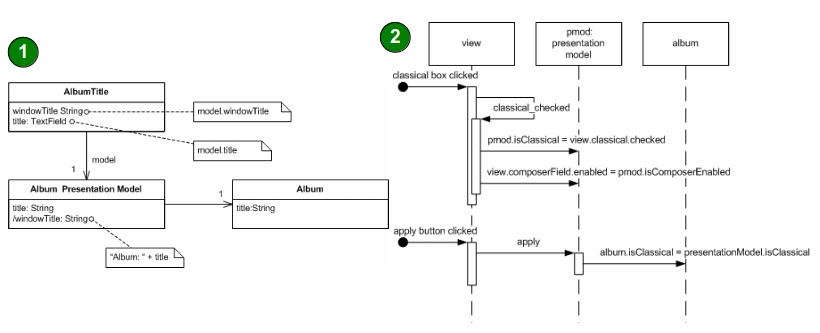 1
AlbumTitle
windowTitle String
title: TextField
model.windowTitle
model.title
model
1
Album Presentation Model
title: String
/windowTitle: String
"Album: " + title
1
Album
title:String
2
view
pmod:
presentation
model
album
classical box clicked
classical_checked
pmod.isClassical = view.classical.checked
view.composerField.enabled = pmod.isComposerEnabled
apply button clicked
apply
album.isClassical = presentationModel.isClassical